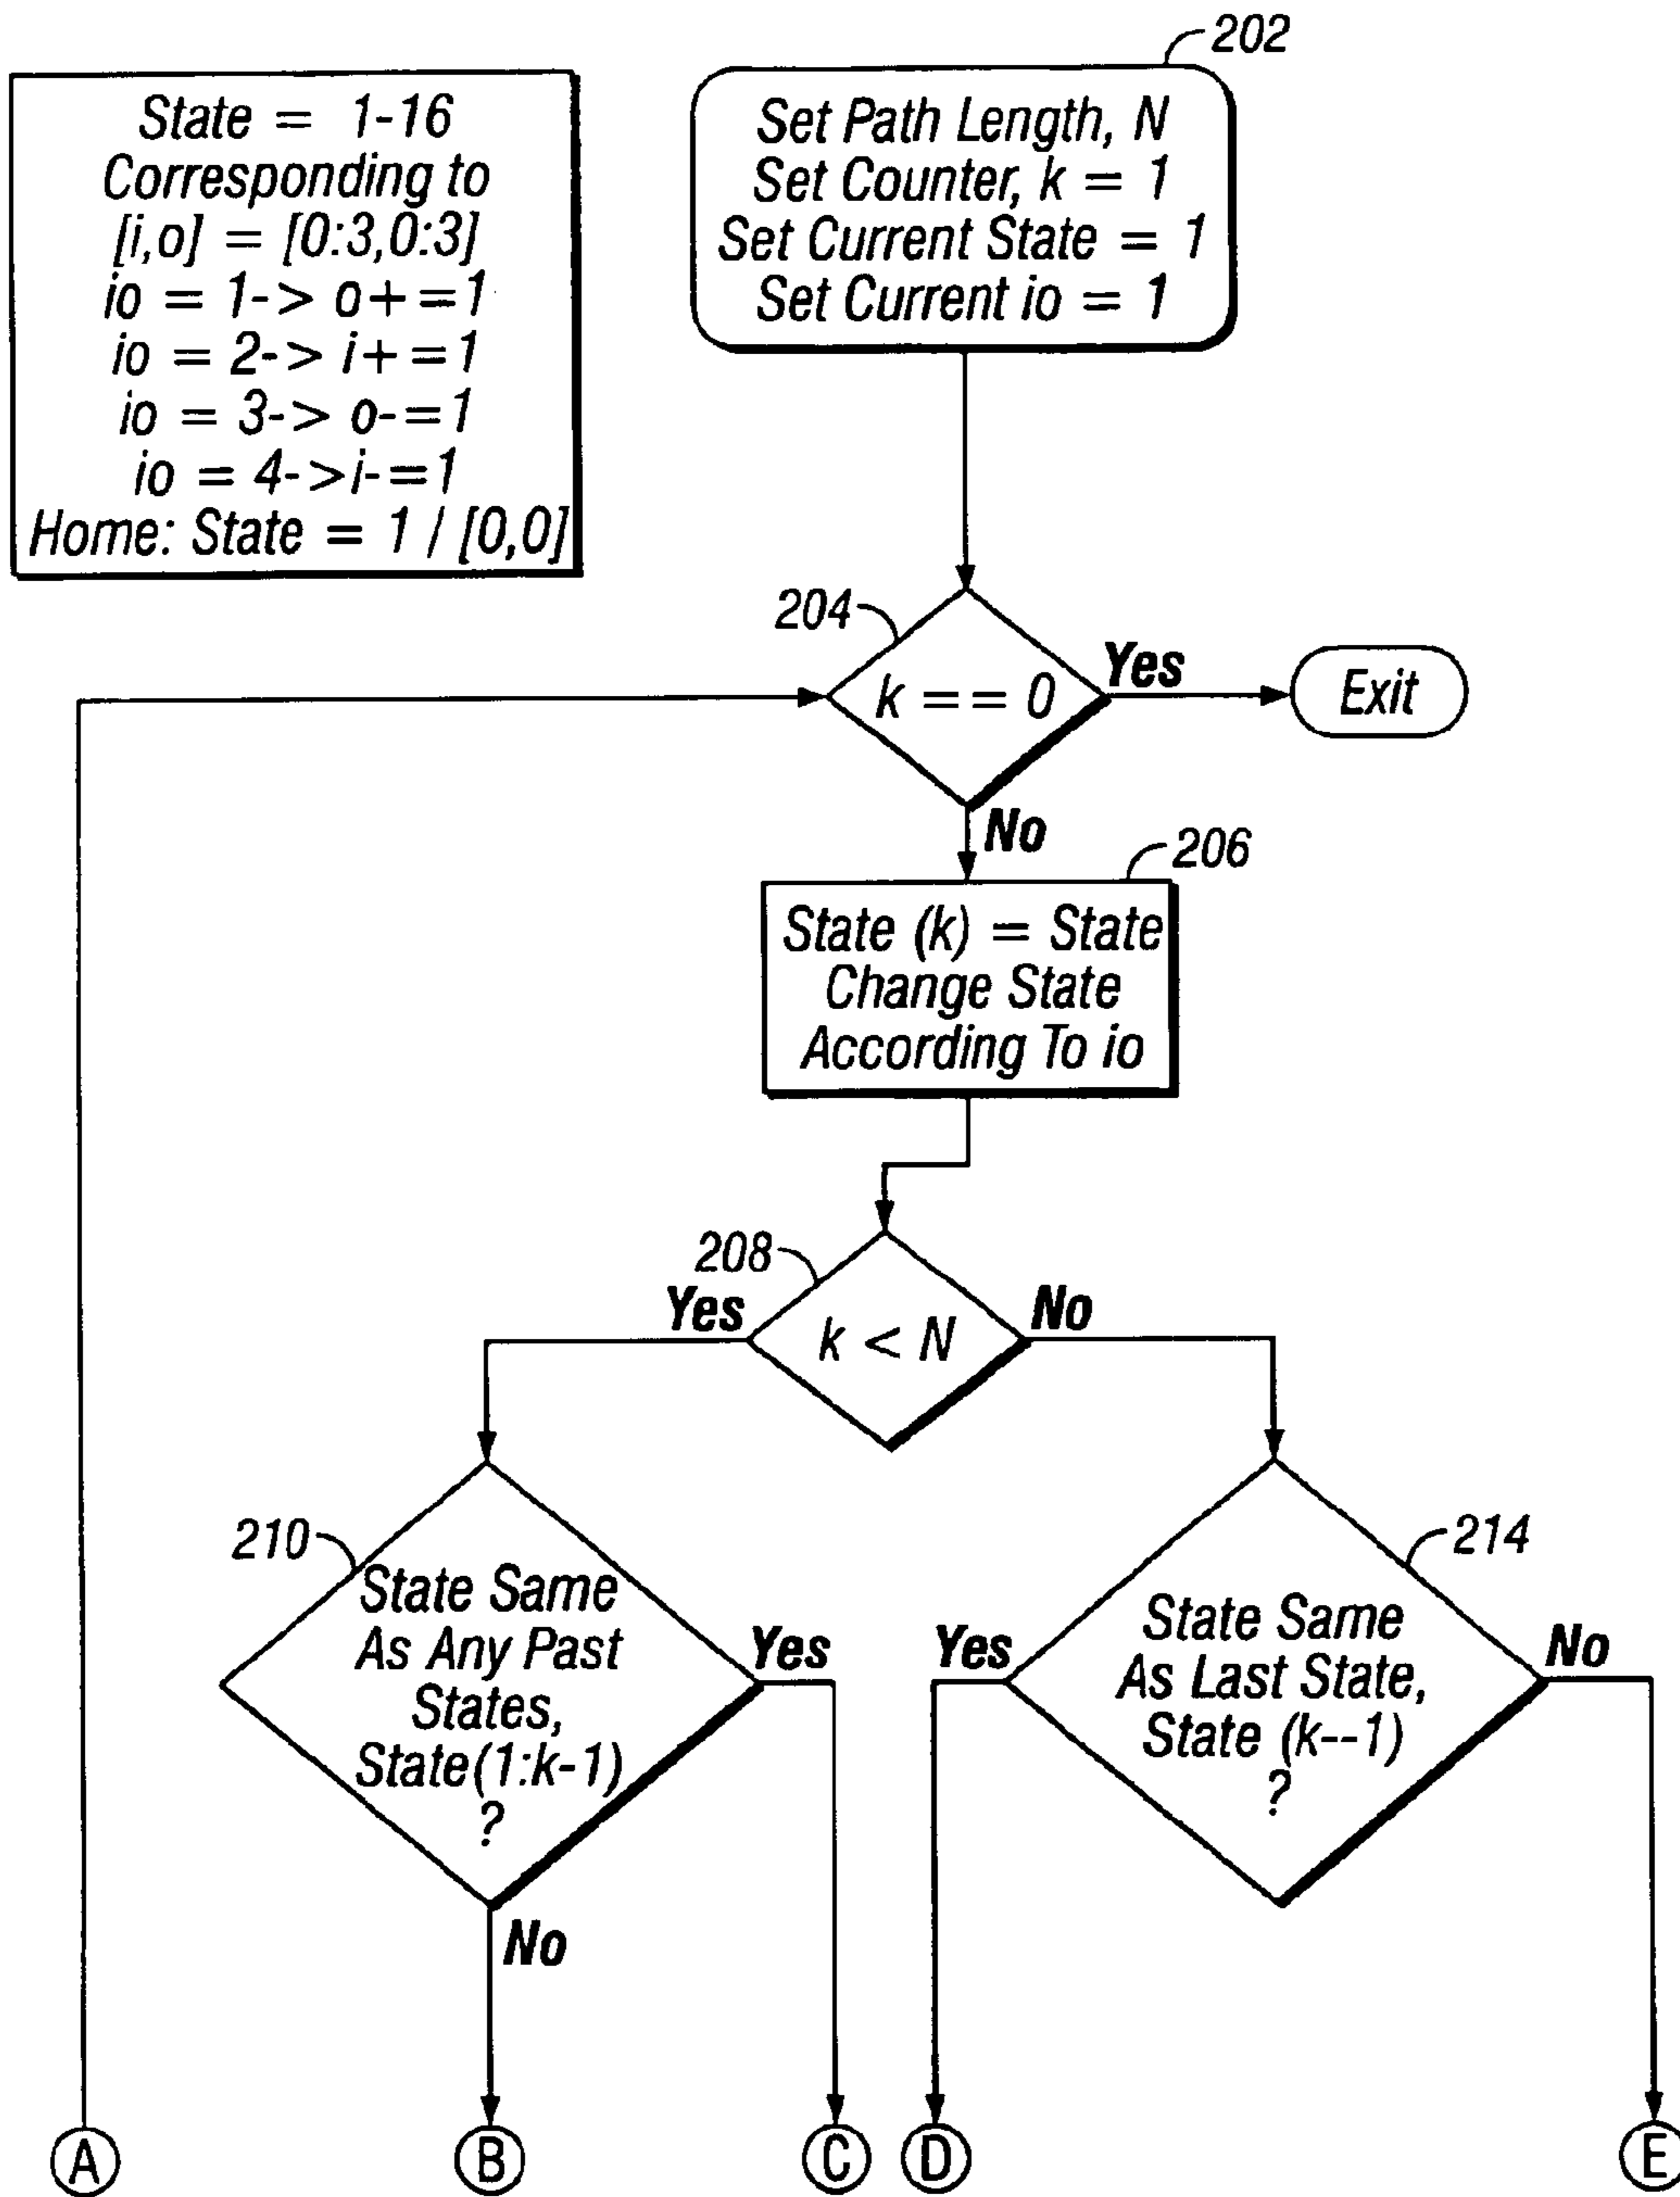 State = 1-16
Corresponding to
[i,o] = [0:3,0:3]
io = 1-> o+=1
io = 2-> i+=1
io = 3-> o-=1
io = 4->i-=1
Home: State = 1 / [0,0]
202
Set Path Length, N
Set Counter, k = 1
Set Current State = 1
Set Current io = 1
204
k == 0
Yes
Exit
No
206
State (k) = State
Change State
According To io
208
Yes
k < N
No
210
State Same
As Any Past
States,
State(1:k-1)
?
Yes
No
214
State Same
As Last State,
State (k--1)
?
Yes
No
A
B
C
D
E